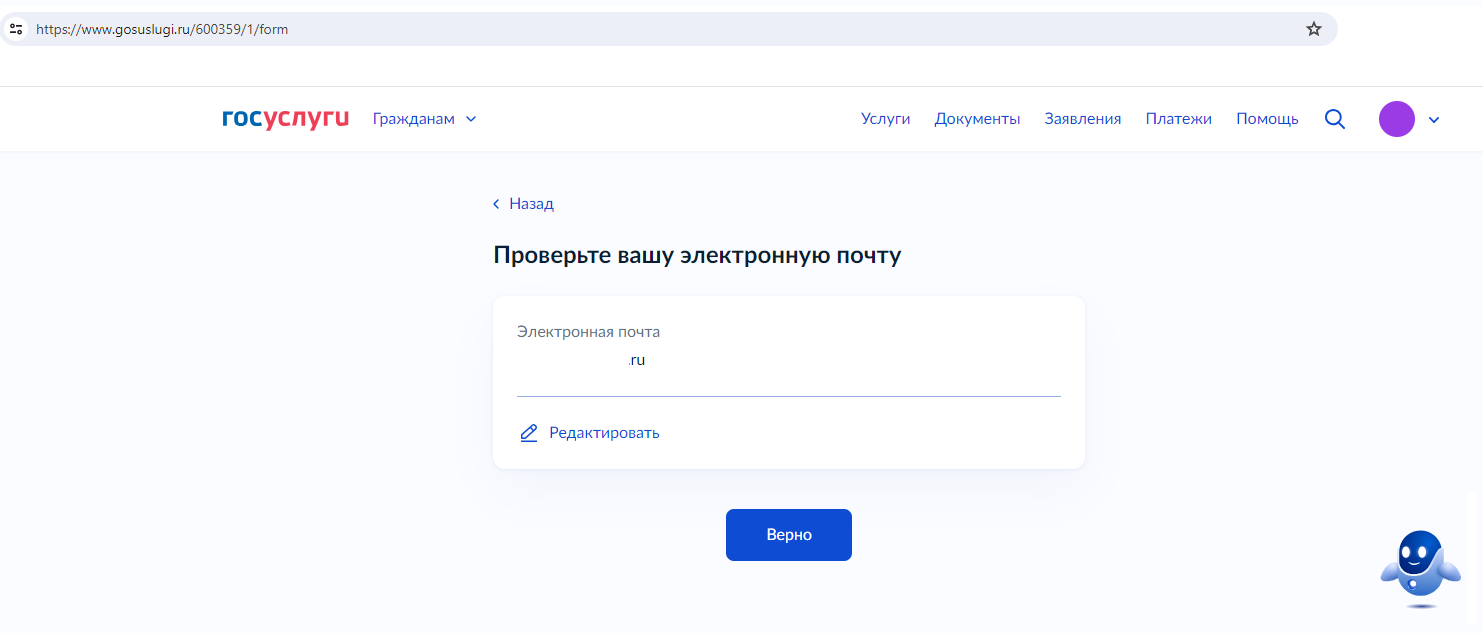 https://www.gosuslugi.ru/600359/1/form
госуслуги Гражданам Услуги Документы Заявления Платежи Помощь
Назад
Проверьте вашу электронную почту
Электронная почта
.ru
Редактировать
Верно